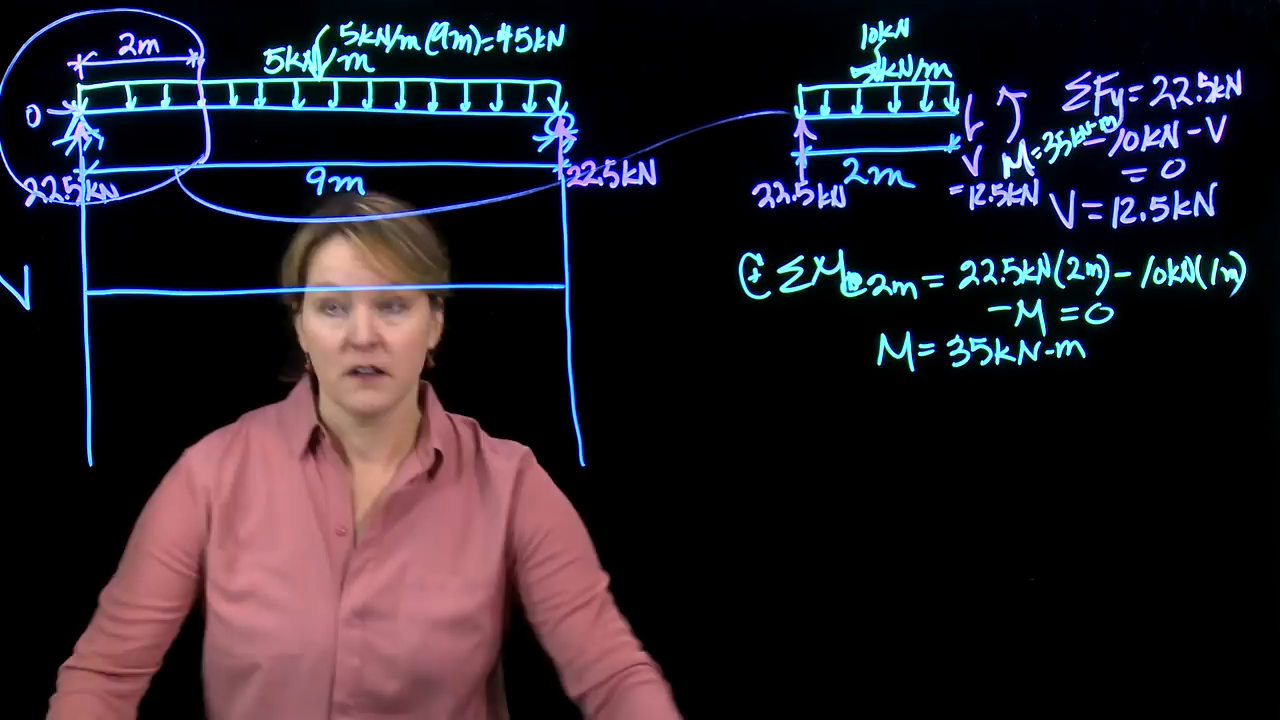 2m
5kN/m(9m)=45kN
5kN/m
0
22.5kN
9m
22.5kN
V
10kN
5kN/m
2m
22.5kN
V
=12.5kN
M=35kN-m
ΣFy=22.5kN
-10kN-V
=0
V=12.5kN
+ΣM@2m=22.5kN(2m)-10kN(1m)
-M=0
M=35kN-m